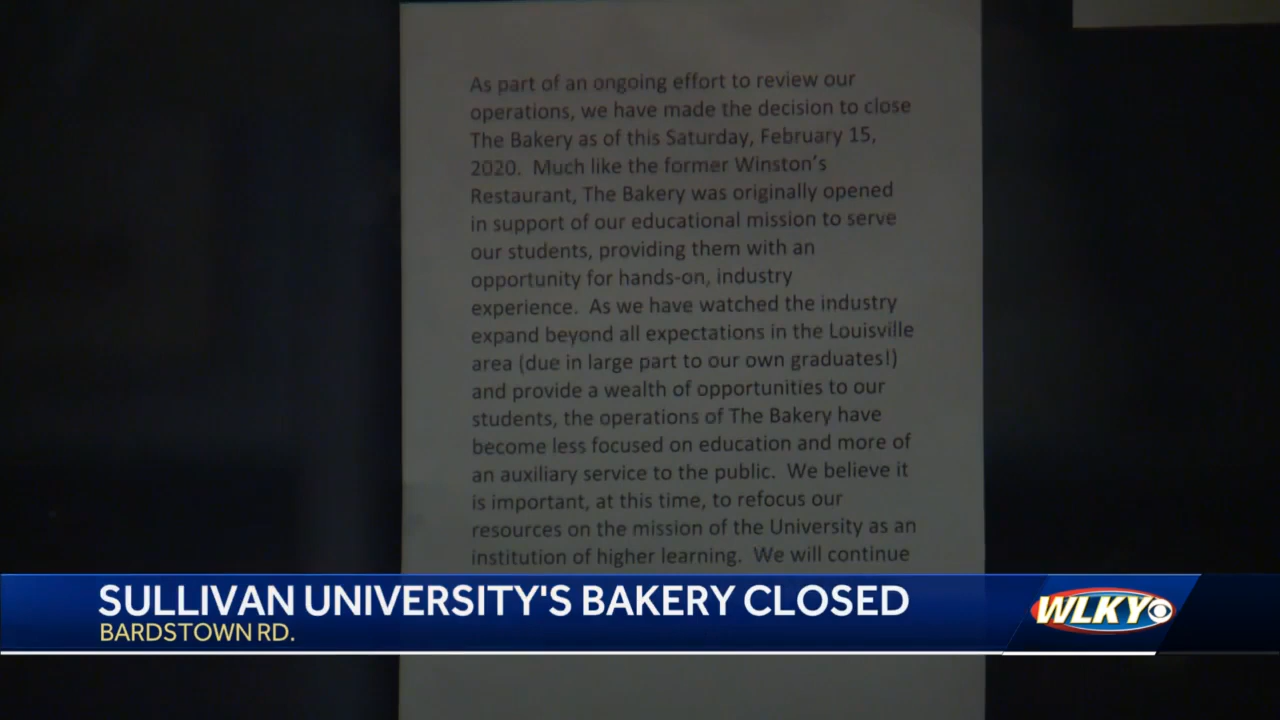 As part of an ongoing effort to review our
operations, we have made the decision to close
The Bakery as of this Saturday, February 15,
2020.  Much like the former Winston's
Restaurant, The Bakery was originally opened
in support of our educational mission to serve
our students, providing them with an
opportunity for hands-on, industry
experience.  As we have watched the industry
expand beyond all expectations in the Louisville
area (due in large part to our own graduates!)
and provide a wealth of opportunities to our
students, the operations of The Bakery have
become less focused on education and more of
an auxiliary service to the public.  We believe it
is important, at this time, to refocus our
resources on the mission of the University as an
institution of higher learning.  We will continue
SULLIVAN UNIVERSITY'S BAKERY CLOSED
BARDSTOWN RD.
WLKY